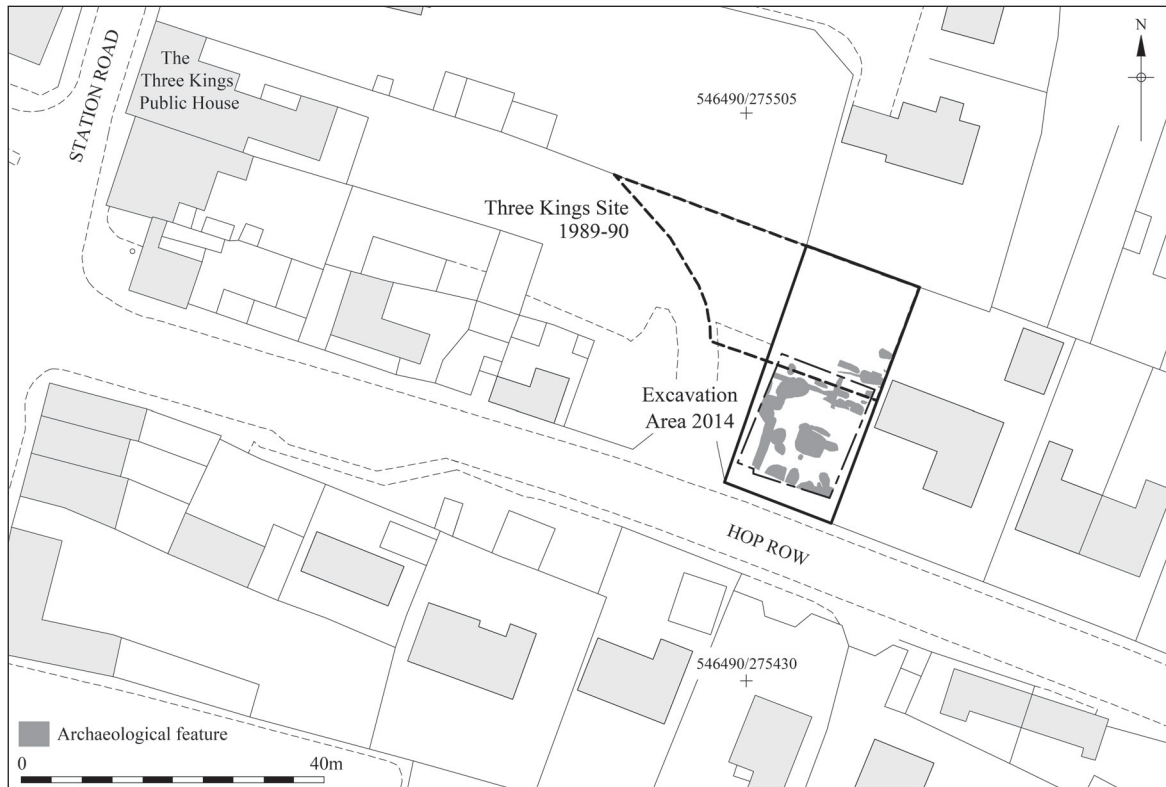 The
Three Kings
Public House
STATION ROAD
N
546490/275505
Three Kings Site
1989-90
Excavation
Area 2014
HOP ROW
546490/275430
Archaeological feature
0
40m